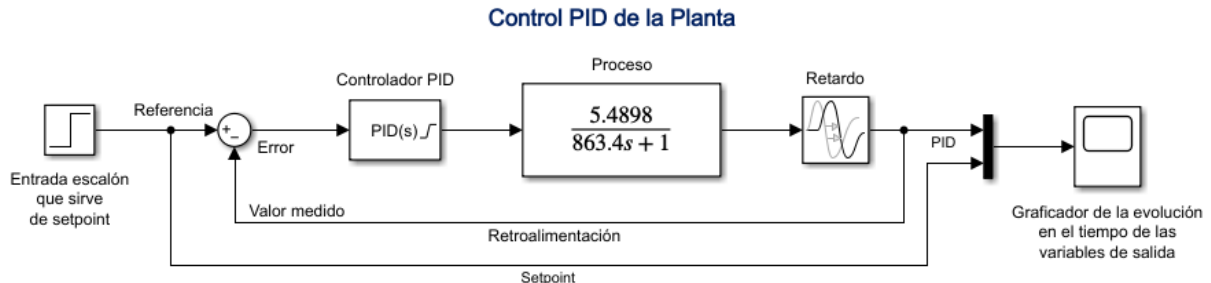 Control PID de la Planta
Entrada escalón
que sirve
de setpoint
Referencia
+
−
Error
Controlador PID
PID(s)
Proceso
5.4898
863.4s + 1
Retardo
PID
Valor medido
Retroalimentación
Setpoint
Graficador de la evolución
en el tiempo de las
variables de salida